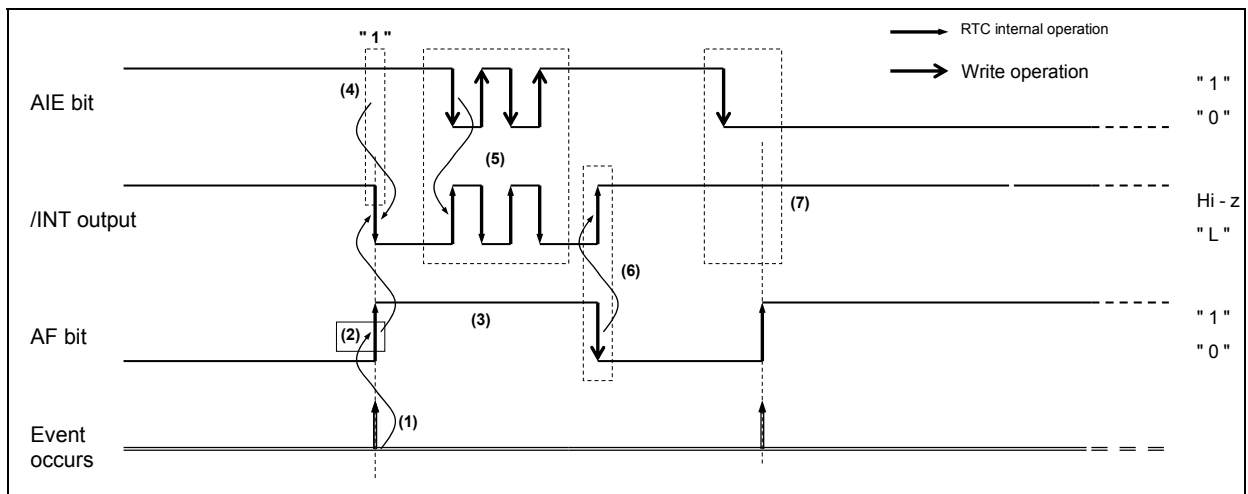 " 1 "
RTC internal operation
Write operation
AIE bit
(4)
" 1 "
" 0 "
(5)
/INT output
(7)
Hi - z
" L "
(6)
AF bit
(2)
(3)
" 1 "
" 0 "
(1)
Event
occurs